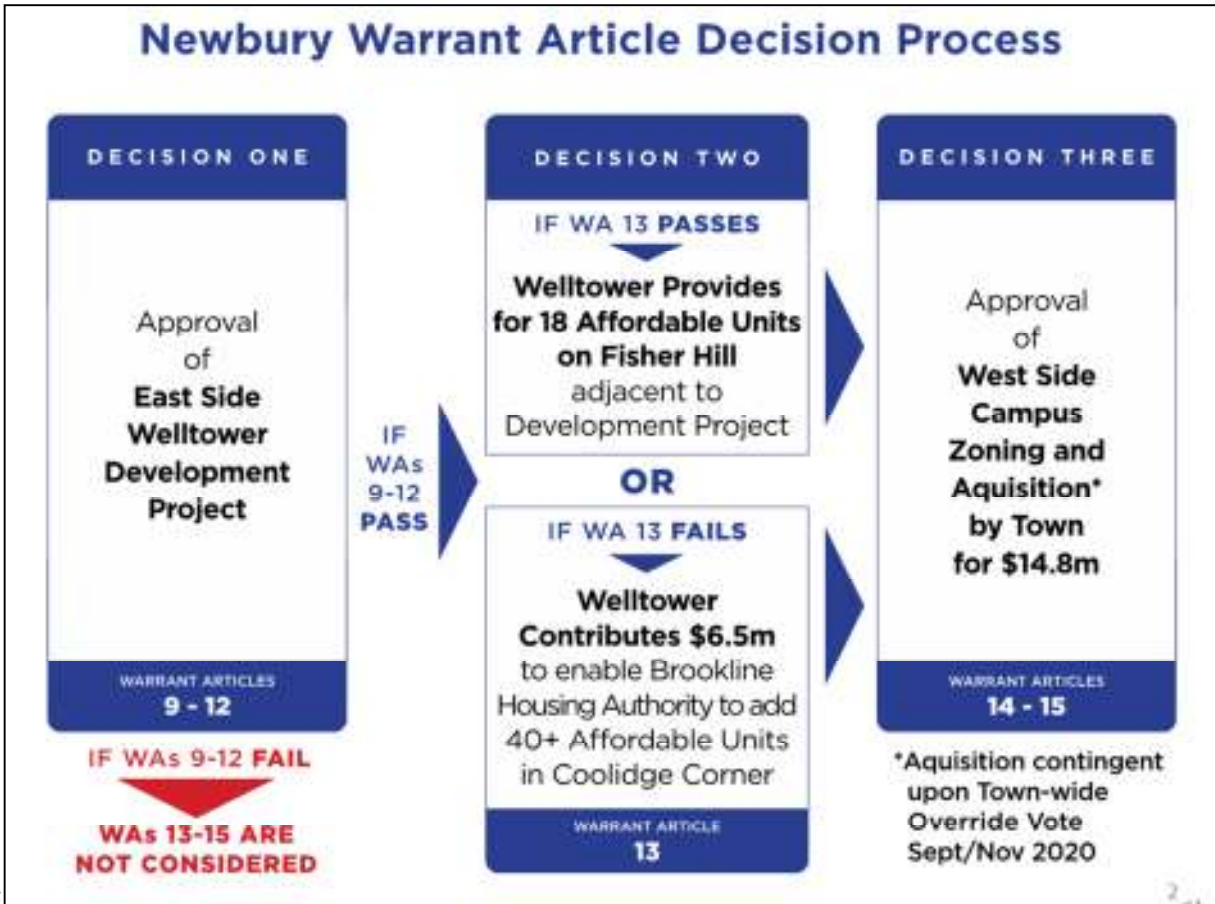 Newbury Warrant Article Decision Process
DECISION ONE
Approval
of
East Side
Welltower
Development
Project
WARRANT ARTICLES
9 - 12
IF WAs 9-12 FAIL
WAs 13-15 ARE
NOT CONSIDERED
IF
WAs
9-12
PASS
DECISION TWO
IF WA 13 PASSES
Welltower Provides
for 18 Affordable Units
on Fisher Hill
adjacent to
Development Project
OR
IF WA 13 FAILS
Welltower
Contributes $6.5m
to enable Brookline
Housing Authority to add
40+ Affordable Units
in Coolidge Corner
WARRANT ARTICLE
13
DECISION THREE
Approval
of
West Side
Campus
Zoning and
Aquisition*
by Town
for $14.8m
WARRANT ARTICLES
14 - 15
*Aquisition contingent
upon Town-wide
Override Vote
Sept/Nov 2020
2